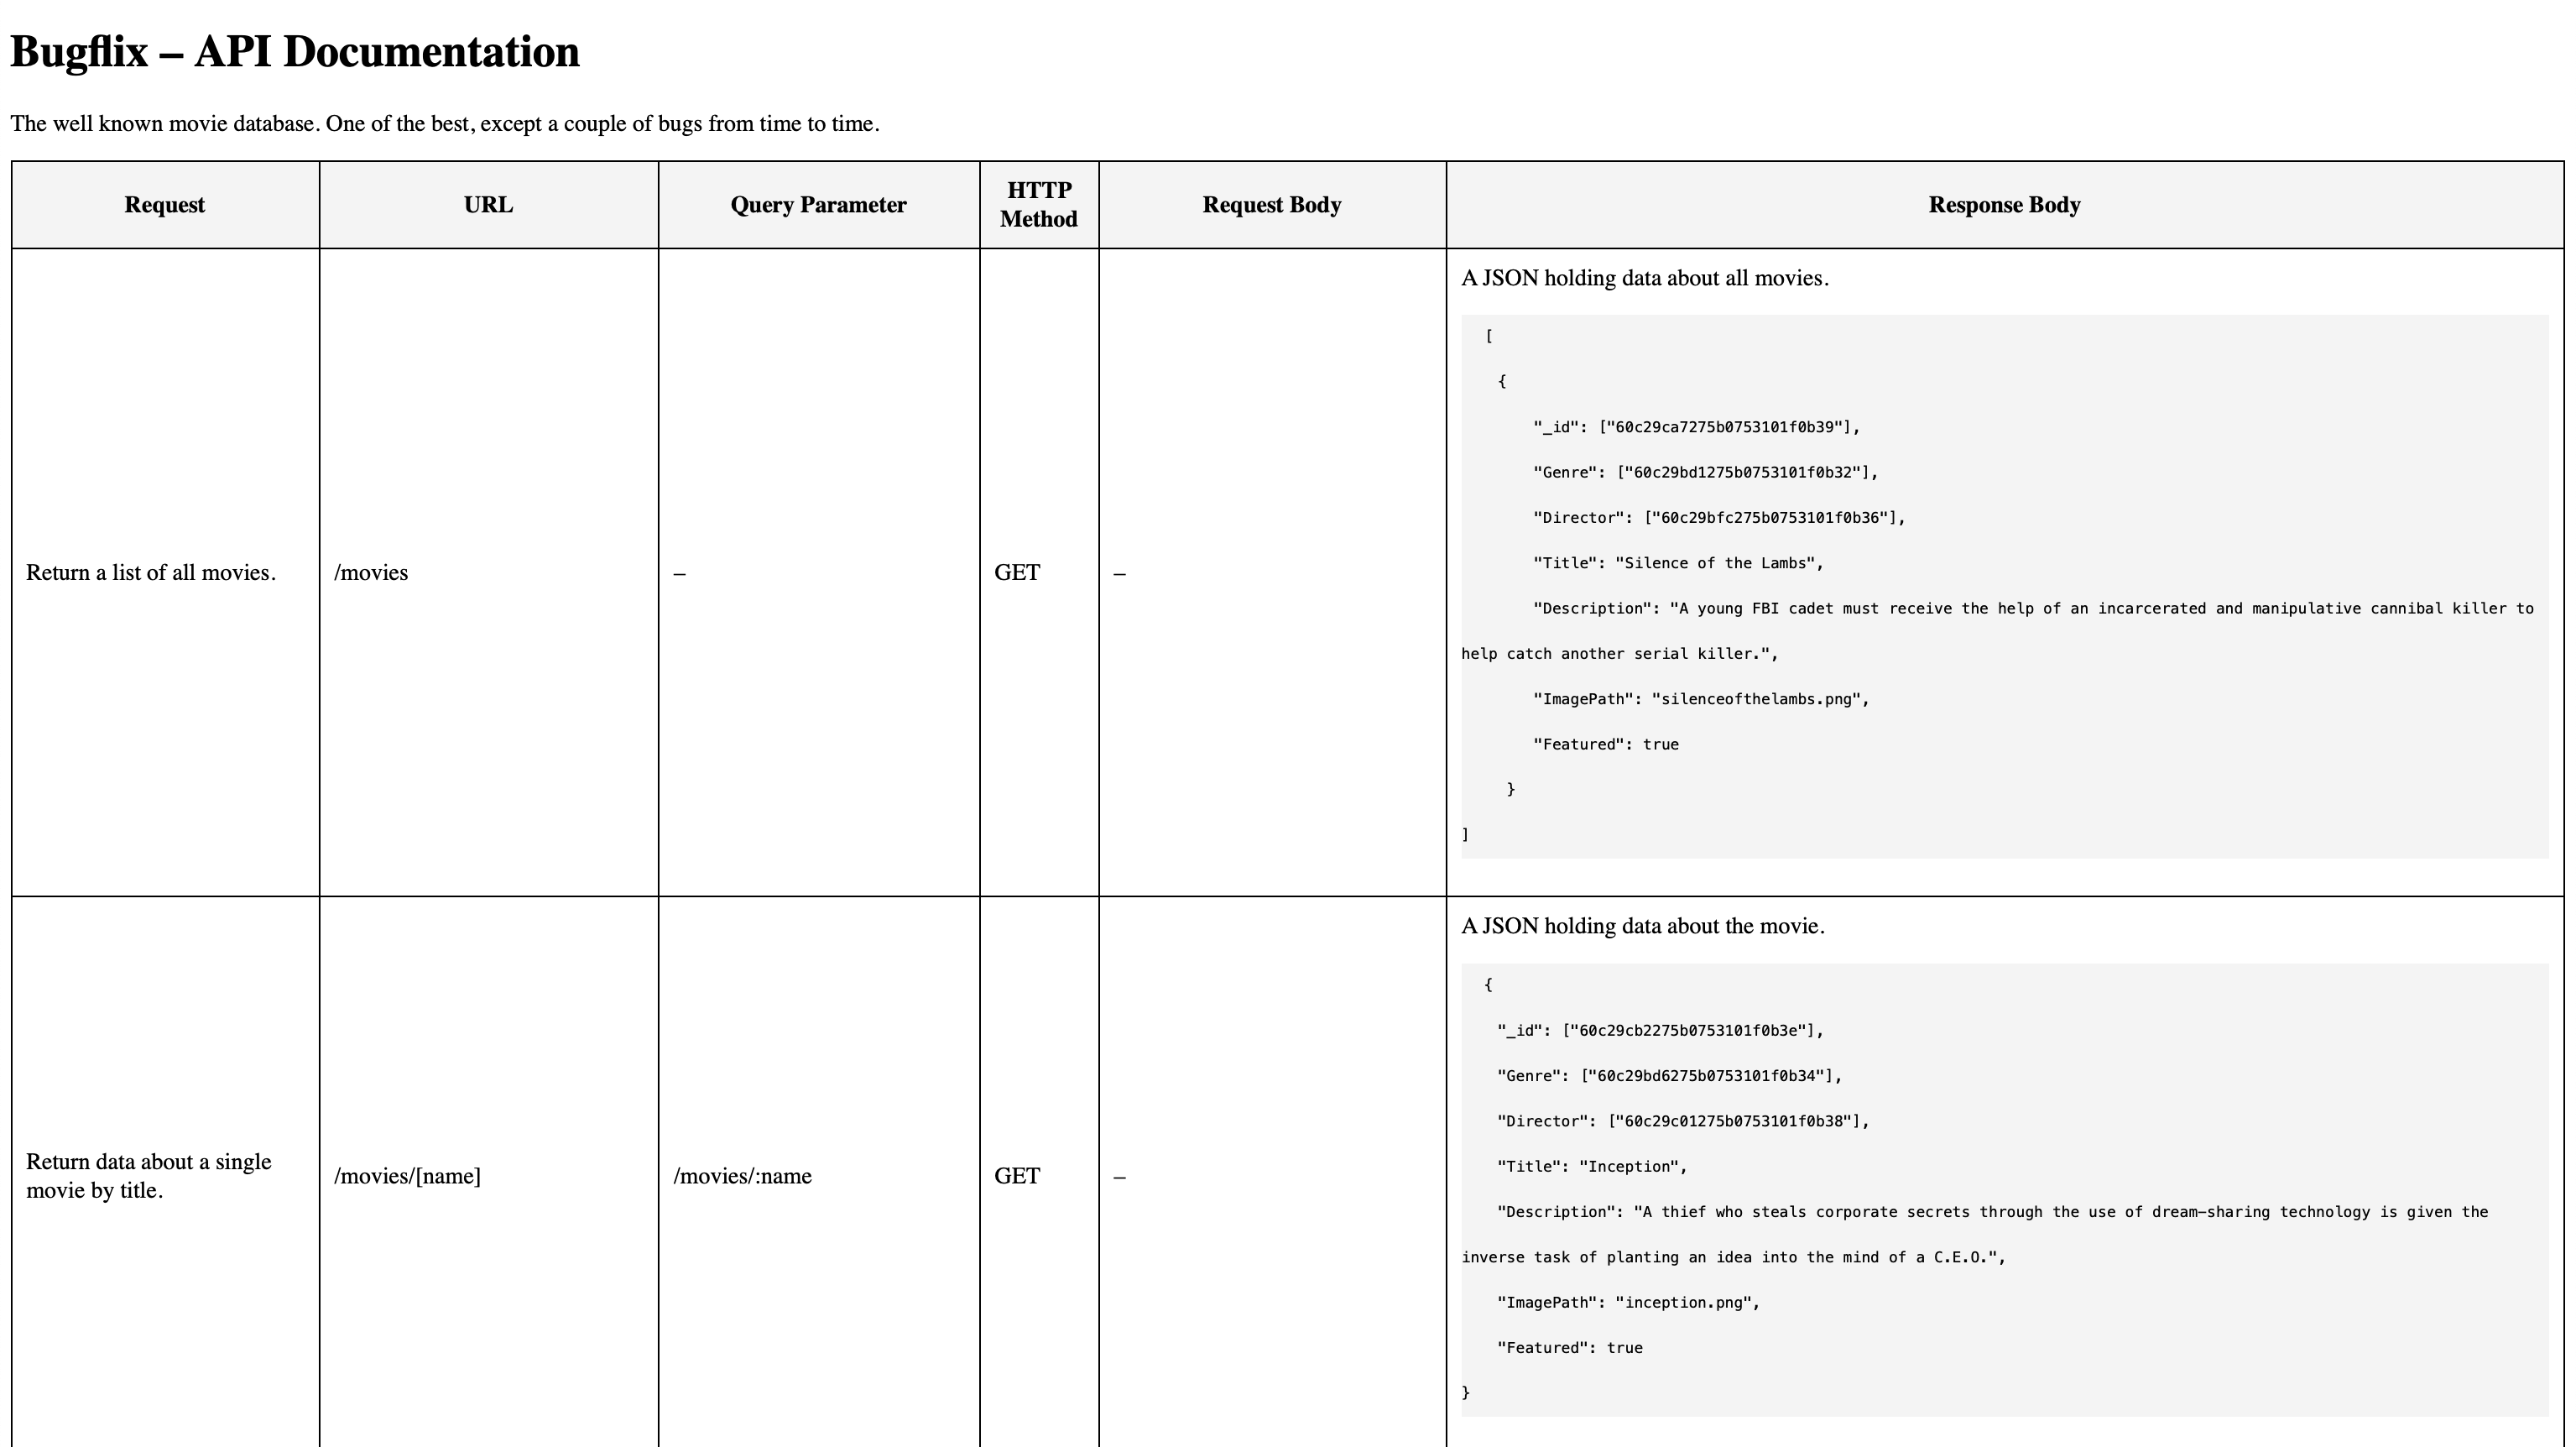 Bugflix – API Documentation
The well known movie database. One of the best, except a couple of bugs from time to time.
Request
URL
Query Parameter
HTTP
Method
Request Body
Response Body
Return a list of all movies.
/movies
–
GET
–
A JSON holding data about all movies.
[
{
"_id": ["60c29ca7275b0753101f0b39"],
"Genre": ["60c29bd1275b0753101f0b32"],
"Director": ["60c29bfc275b0753101f0b36"],
"Title": "Silence of the Lambs",
"Description": "A young FBI cadet must receive the help of an incarcerated and manipulative cannibal killer to
help catch another serial killer.",
"ImagePath": "silenceofthelambs.png",
"Featured": true
}
]
Return data about a single
movie by title.
/movies/[name]
/movies/:name
GET
–
A JSON holding data about the movie.
{
"_id": ["60c29cb2275b0753101f0b3e"],
"Genre": ["60c29bd6275b0753101f0b34"],
"Director": ["60c29c01275b0753101f0b38"],
"Title": "Inception",
"Description": "A thief who steals corporate secrets through the use of dream–sharing technology is given the
inverse task of planting an idea into the mind of a C.E.O.",
"ImagePath": "inception.png",
"Featured": true
}